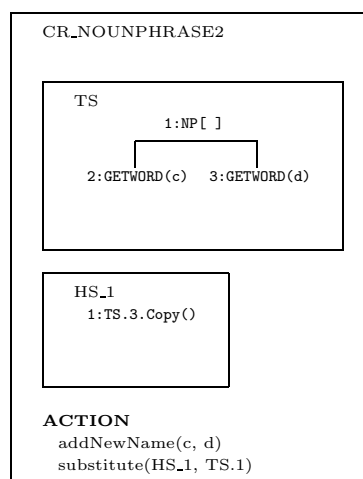 CR_NOUNPHRASE2
TS
1:NP[ ]
2:GETWORD(c) 3:GETWORD(d)
HS_1
1:TS.3.Copy()
ACTION
addNewName(c, d)
substitute(HS_1, TS.1)